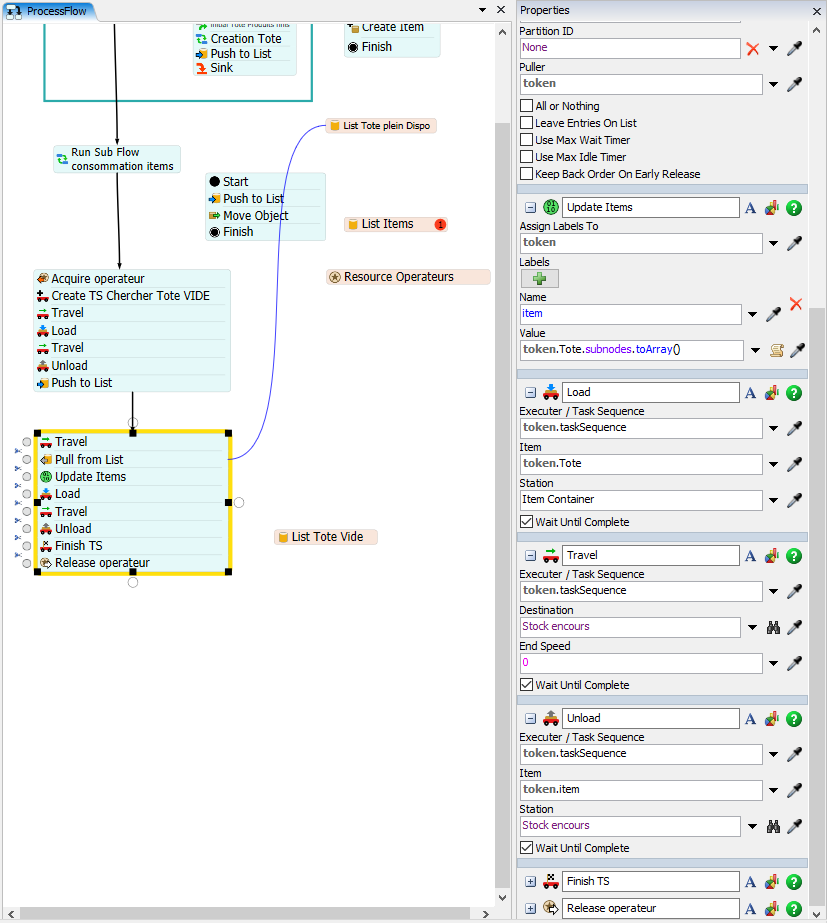 ProcessFlow
Initial Tote Produits finis
Creation Tote
Push to List
Sink
Create Item
Finish
List Tote plein Dispo
Run Sub Flow
consommation items
Start
Push to List
Move Object
Finish
List Items
1
Resource Operateurs
Acquire operateur
Create TS Chercher Tote VIDE
Travel
Load
Travel
Unload
Push to List
Travel
Pull from List
Update Items
Load
Travel
Unload
Finish TS
Release operateur
List Tote Vide
Properties
Partition ID
None
Puller
token
All or Nothing
Leave Entries On List
Use Max Wait Timer
Use Max Idle Timer
Keep Back Order On Early Release
Update Items
Assign Labels To
token
Labels
Name
item
Value
token.Tote.subnodes.toArray()
Load
Executer / Task Sequence
token.taskSequence
Item
token.Tote
Station
Item Container
Wait Until Complete
Travel
Executer / Task Sequence
token.taskSequence
Destination
Stock encours
End Speed
0
Wait Until Complete
Unload
Executer / Task Sequence
token.taskSequence
Item
token.item
Station
Stock encours
Wait Until Complete
Finish TS
Release operateur